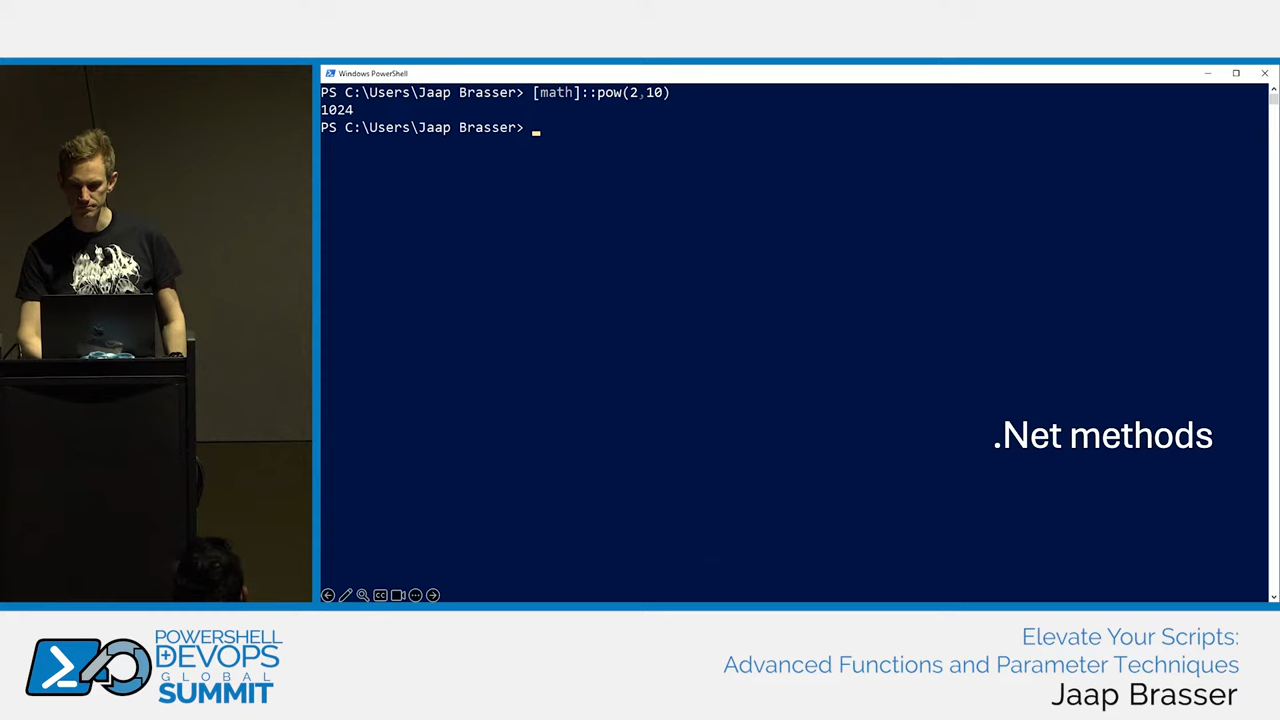 Windows PowerShell
PS C:\Users\Jaap Brasser> [math]::pow(2,10)
1024
PS C:\Users\Jaap Brasser>
.Net methods
CC
POWERSHELL
+DEVOPS
GLOBAL
SUMMIT
Elevate Your Scripts:
Advanced Functions and Parameter Techniques
Jaap Brasser